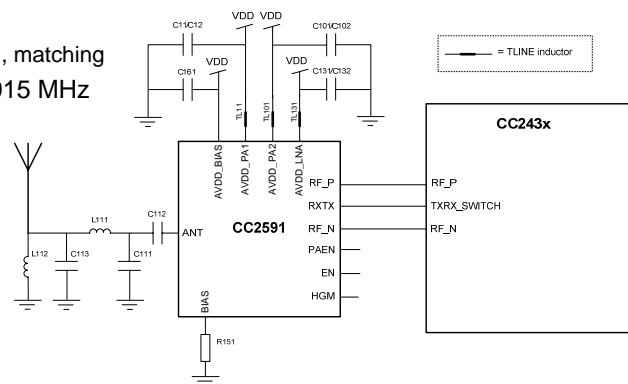 , matching
015 MHz
VDD
VDD
C11/C12
C101/C102
VDD
VDD
C161
C131/C132
TL11
TL101
TL131
= TLINE inductor
AVDD_BIAS
AVDD_PA1
AVDD_PA2
AVDD_LNA
CC243x
RF_P
RF_P
RXTX
TXRX_SWITCH
RF_N
RF_N
PAEN
EN
HGM
CC2591
ANT
BIAS
C112
L111
L112
C113
C111
R151